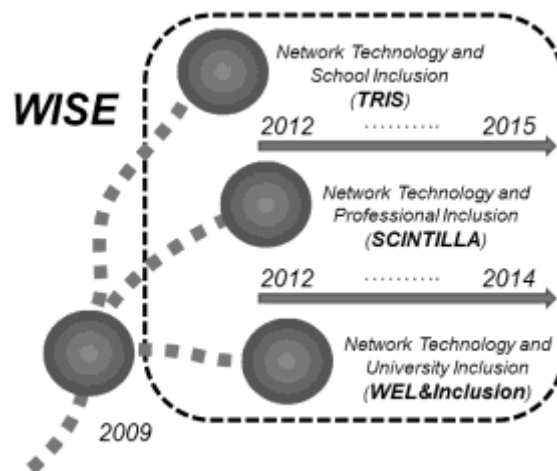 Network Technology and
School Inclusion
(TRIS)
WISE
2012 ......... 2015
Network Technology and
Professional Inclusion
(SCINTILLA)
2012 ......... 2014
Network Technology and
University Inclusion
(WEL&Inclusion)
2009